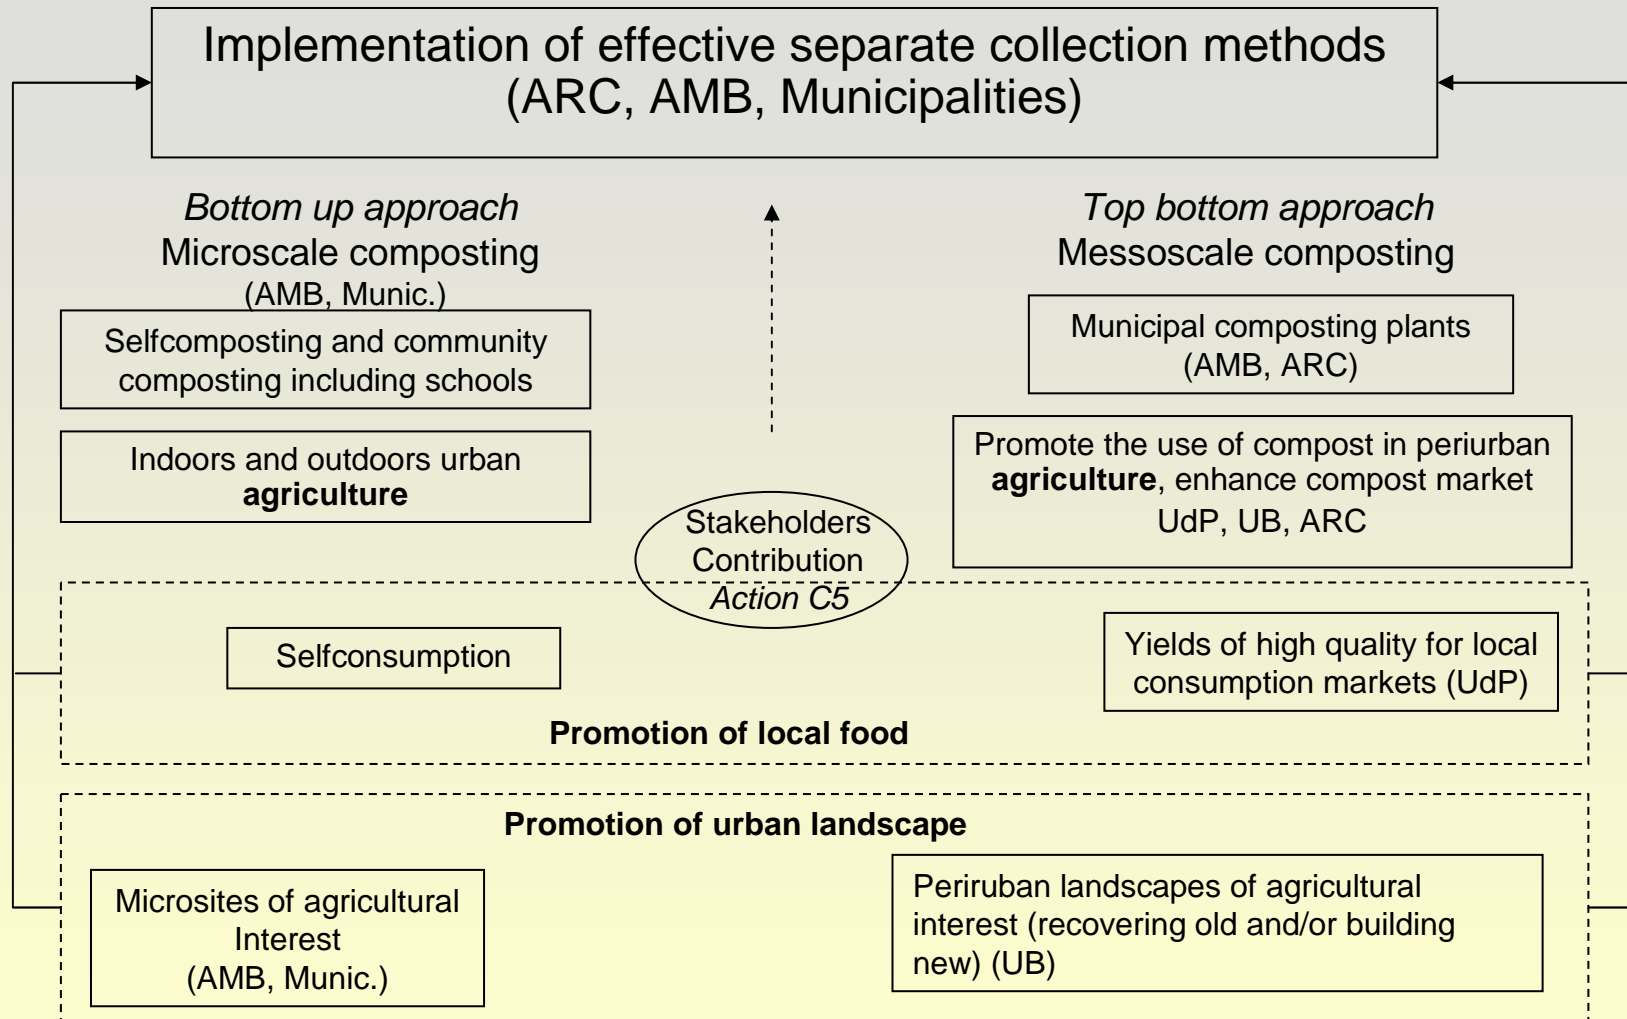 Implementation of effective separate collection methods
(ARC, AMB, Municipalities)
Bottom up approach
Microscale composting
(AMB, Munic.)
Selfcomposting and community
composting including schools
Indoors and outdoors urban
agriculture
Top bottom approach
Messoscale composting
Municipal composting plants
(AMB, ARC)
Promote the use of compost in periurban
agriculture, enhance compost market
UdP, UB, ARC
Stakeholders
Contribution
Action C5
Selfconsumption
Yields of high quality for local
consumption markets (UdP)
Promotion of local food
Promotion of urban landscape
Microsites of agricultural
Interest
(AMB, Munic.)
Periruban landscapes of agricultural
interest (recovering old and/or building
new) (UB)